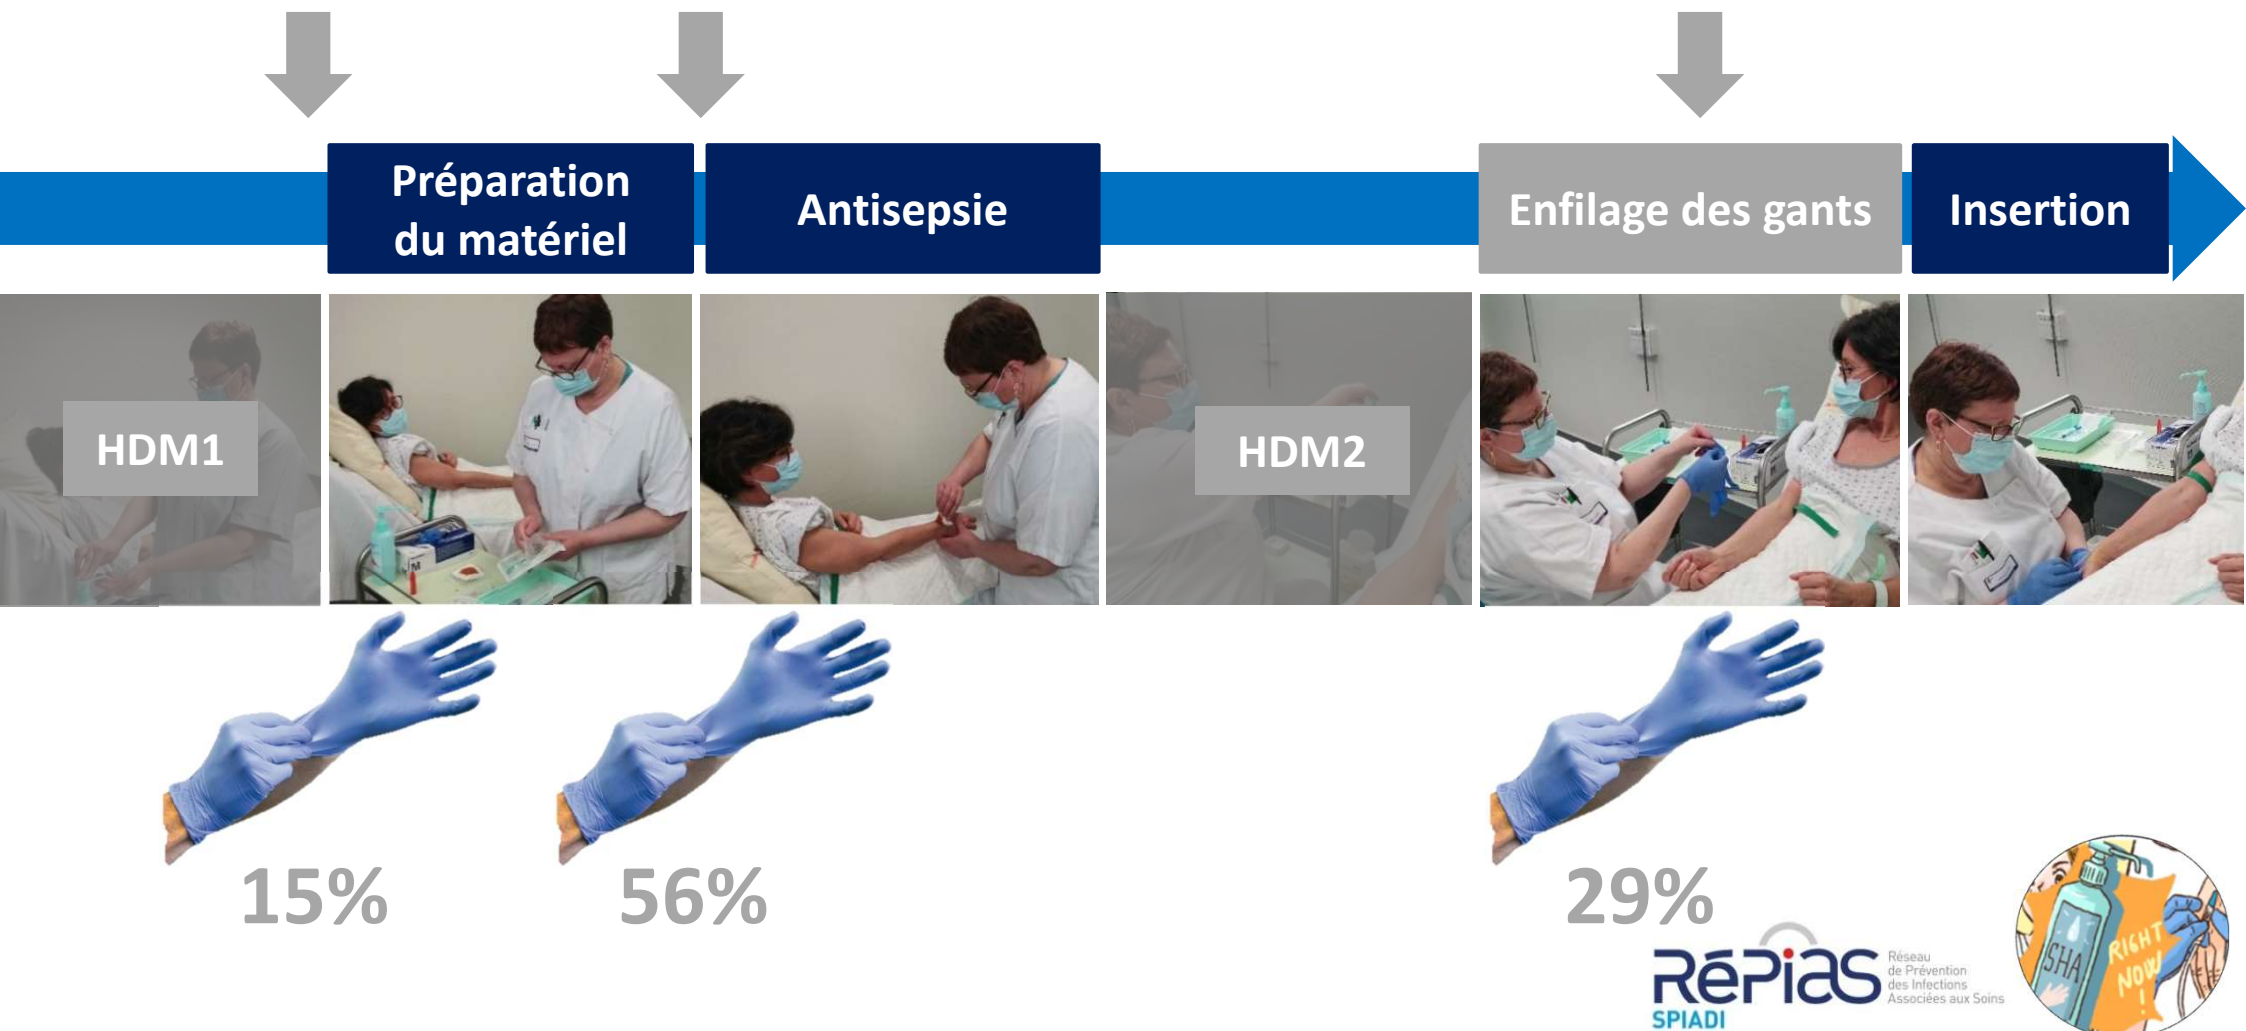 Préparation
du matériel
Antisepsie
Enfilage des gants
Insertion
HDM1
HDM2
15%
56%
29%
RéPias
SPIADI
Réseau
de Prévention
des Infections
Associées aux Soins
SHA
RIGHT
NOW
!